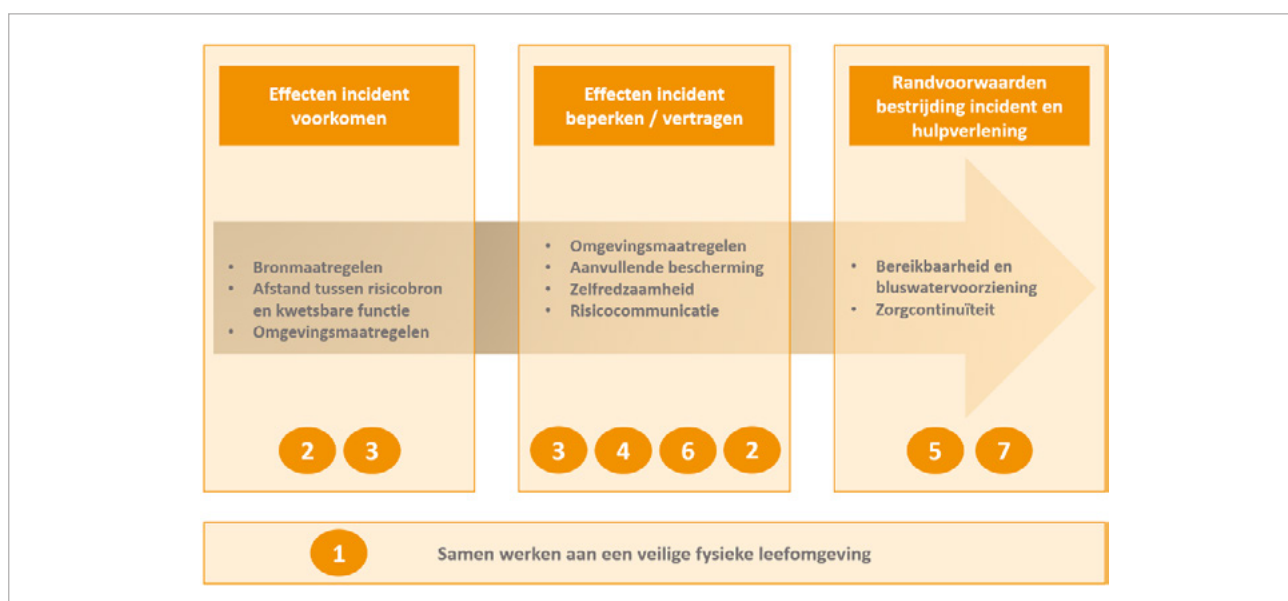 Effecten incident
voorkomen
• Bronmaatregelen
• Afstand tussen risicobron
en kwetsbare functie
• Omgevingsmaatregelen
2 3
Effecten incident
beperken / vertragen
• Omgevingsmaatregelen
• Aanvullende bescherming
• Zelfredzaamheid
• Risicocommunicatie
3 4 6 2
Randvoorwaarden
bestrijding incident en
hulpverlening
• Bereikbaarheid en
bluswatervoorziening
• Zorgcontinuïteit
5 7
1 Samen werken aan een veilige fysieke leefomgeving